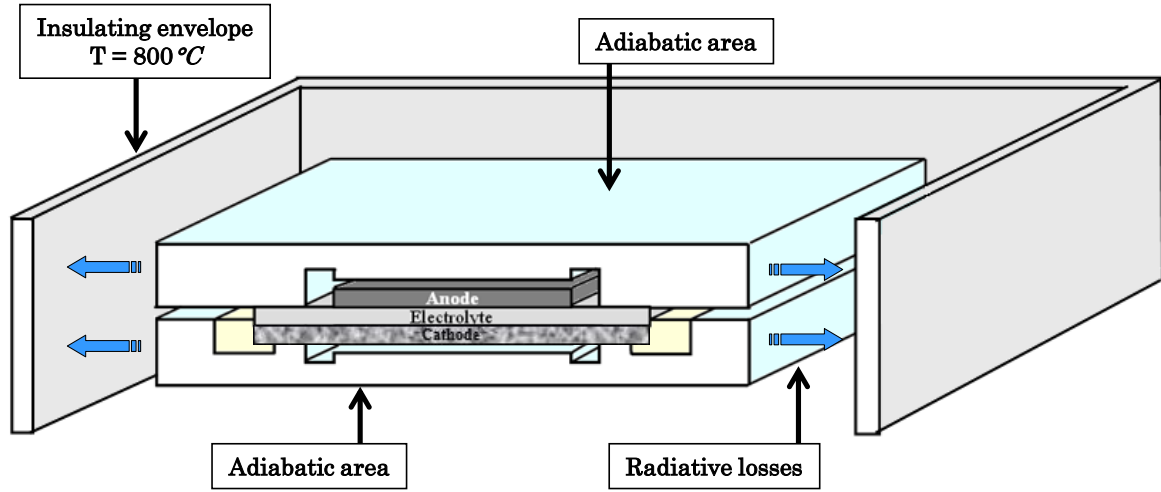 Insulating envelope
T = 800 °C
Adiabatic area
Anode
Electrolyte
Cathode
Adiabatic area
Radiative losses